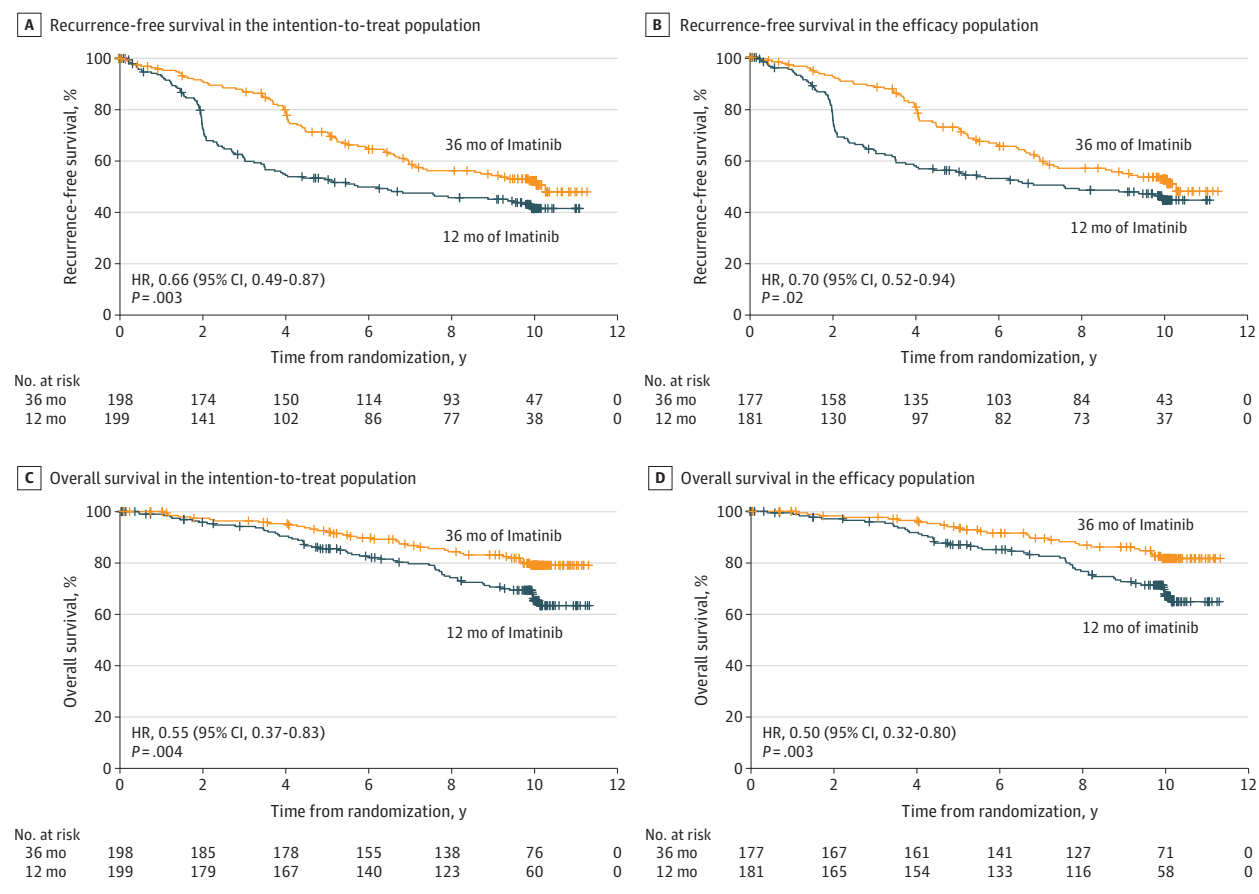 A Recurrence-free survival in the intention-to-treat population
100
80
60
40
20
0
Recurrence-free survival, %
36 mo of Imatinib
12 mo of Imatinib
HR, 0.66 (95% CI, 0.49-0.87)
P = .003
0 2 4 6 8 10 12
Time from randomization, y
No. at risk
36 mo 198 174 150 114 93 47 0
12 mo 199 141 102 86 77 38 0
B Recurrence-free survival in the efficacy population
100
80
60
40
20
0
Recurrence-free survival, %
36 mo of Imatinib
12 mo of Imatinib
HR, 0.70 (95% CI, 0.52-0.94)
P = .02
0 2 4 6 8 10 12
Time from randomization, y
No. at risk
36 mo 177 158 135 103 84 43 0
12 mo 181 130 97 82 73 37 0
C Overall survival in the intention-to-treat population
100
80
60
40
20
0
Overall survival, %
36 mo of Imatinib
12 mo of Imatinib
HR, 0.55 (95% CI, 0.37-0.83)
P = .004
0 2 4 6 8 10 12
Time from randomization, y
No. at risk
36 mo 198 185 178 155 138 76 0
12 mo 199 179 167 140 123 60 0
D Overall survival in the efficacy population
100
80
60
40
20
0
Overall survival, %
36 mo of Imatinib
12 mo of imatinib
HR, 0.50 (95% CI, 0.32-0.80)
P = .003
0 2 4 6 8 10 12
Time from randomization, y
No. at risk
36 mo 177 167 161 141 127 71 0
12 mo 181 165 154 133 116 58 0